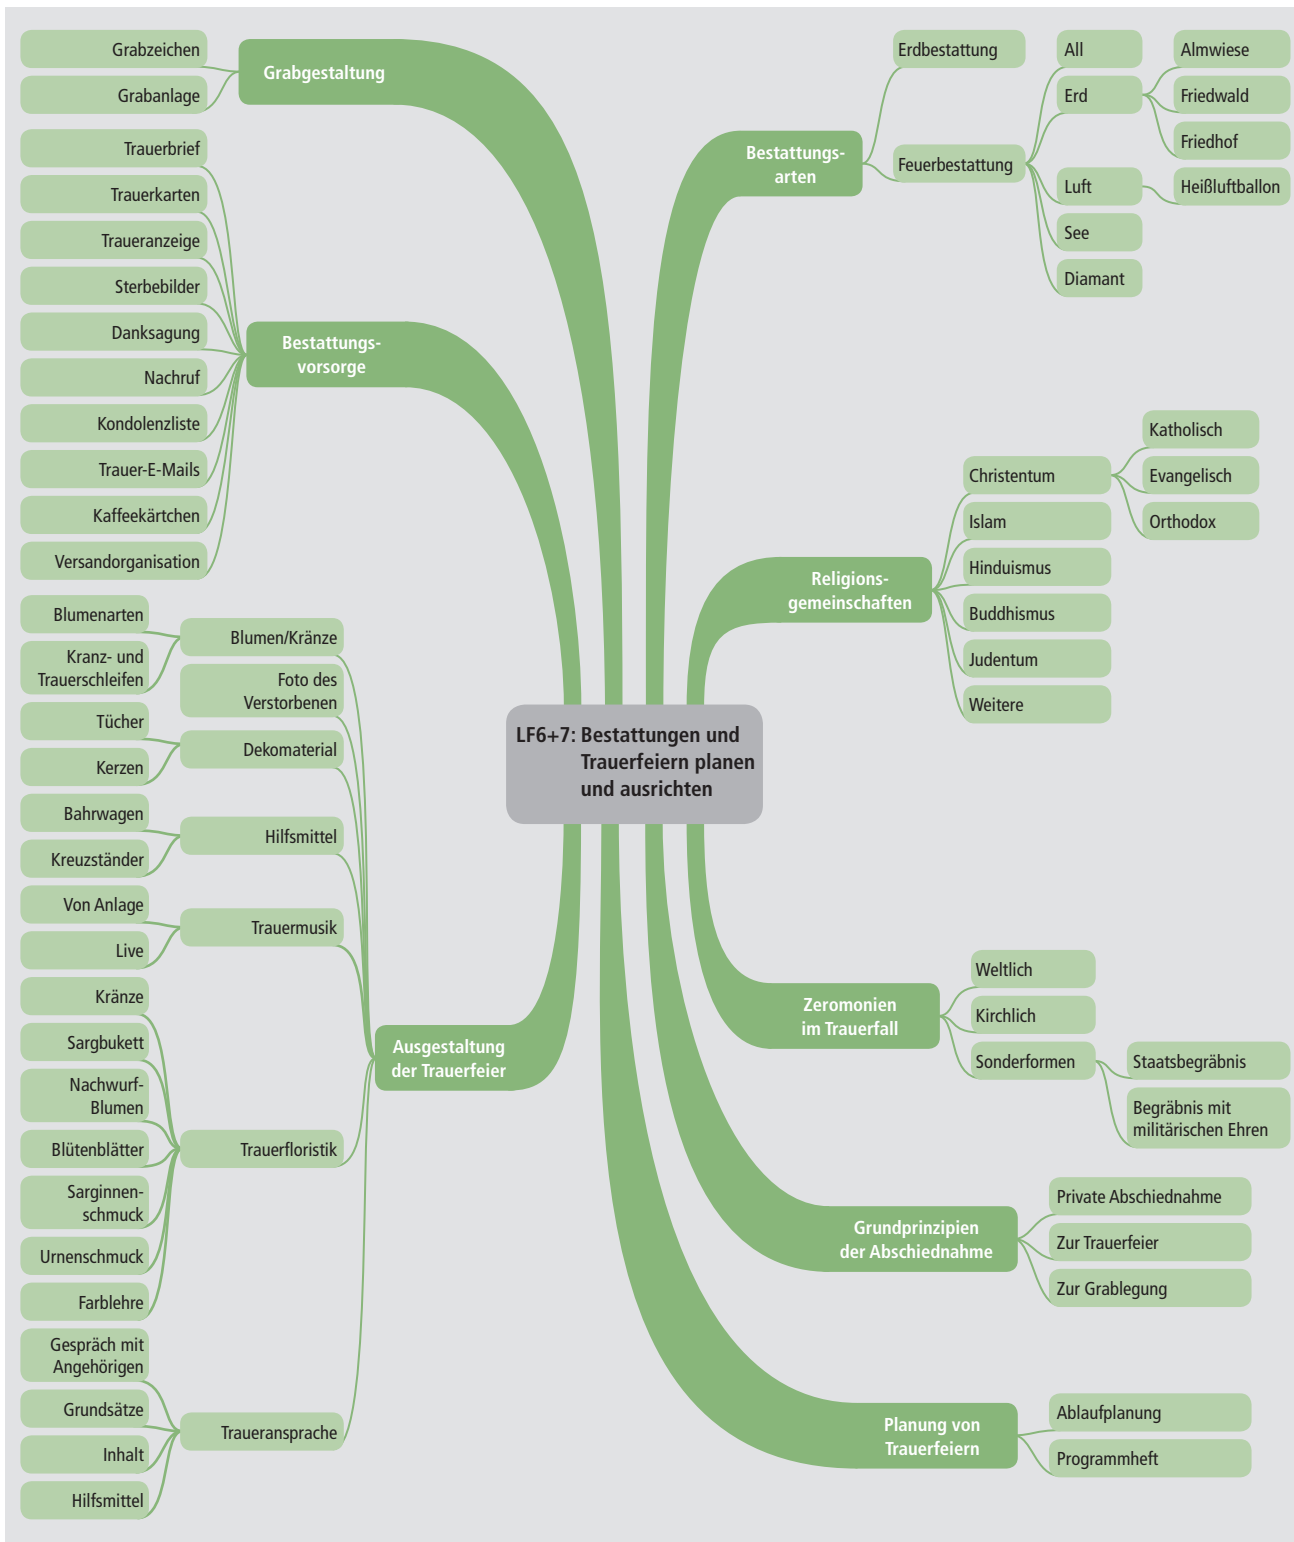 LF6+7: Bestattungen und
Trauerfeiern planen
und ausrichten
Grabgestaltung
Grabzeichen
Grabanlage
Bestattungs-
vorsorge
Trauerbrief
Trauerkarten
Traueranzeige
Sterbebilder
Danksagung
Nachruf
Kondolenzliste
Trauer-E-Mails
Kaffeekärtchen
Versandorganisation
Ausgestaltung
der Trauerfeier
Blumen/Kränze
Blumenarten
Kranz- und
Trauerschleifen
Foto des
Verstorbenen
Dekomaterial
Tücher
Kerzen
Hilfsmittel
Bahrwagen
Kreuzständer
Trauermusik
Von Anlage
Live
Trauerfloristik
Kränze
Sargbukett
Nachwurf-
Blumen
Blütenblätter
Sarginnen-
schmuck
Urnenschmuck
Farblehre
Traueransprache
Gespräch mit
Angehörigen
Grundsätze
Inhalt
Hilfsmittel
Bestattungs-
arten
Erdbestattung
Feuerbestattung
All
Erd
Almwiese
Friedwald
Friedhof
Luft
Heißluftballon
See
Diamant
Religions-
gemeinschaften
Christentum
Katholisch
Evangelisch
Orthodox
Islam
Hinduismus
Buddhismus
Judentum
Weitere
Zeromonien
im Trauerfall
Weltlich
Kirchlich
Sonderformen
Staatsbegräbnis
Begräbnis mit
militärischen Ehren
Grundprinzipien
der Abschiednahme
Private Abschiednahme
Zur Trauerfeier
Zur Grablegung
Planung von
Trauerfeiern
Ablaufplanung
Programmheft